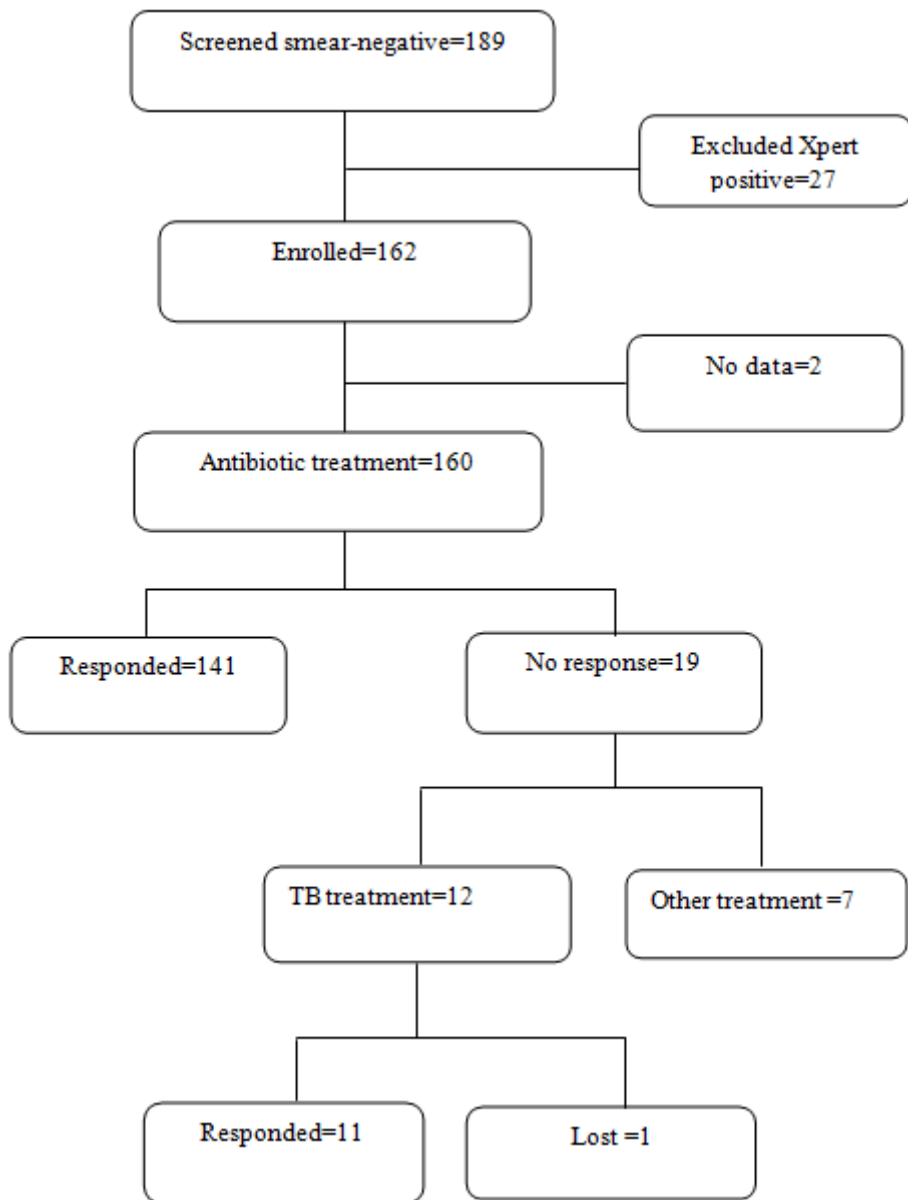 Screened smear-negative=189
Excluded Xpert
positive=27
Enrolled=162
No data=2
Antibiotic treatment=160
Responded=141
No response=19
TB treatment=12
Other treatment =7
Responded=11
Lost =1